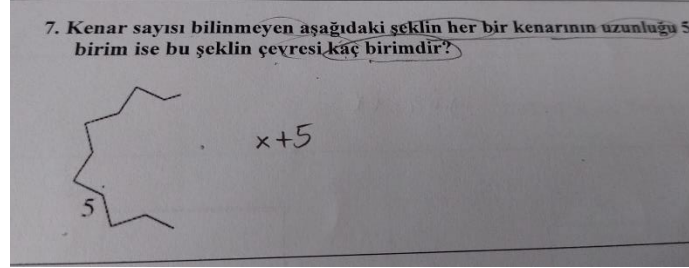 7. Kenar sayısı bilinmeyen aşağıdaki şeklin her bir kenarının uzunluğu 5
birim ise bu şeklin çevresi kaç birimdir?
x+5
5